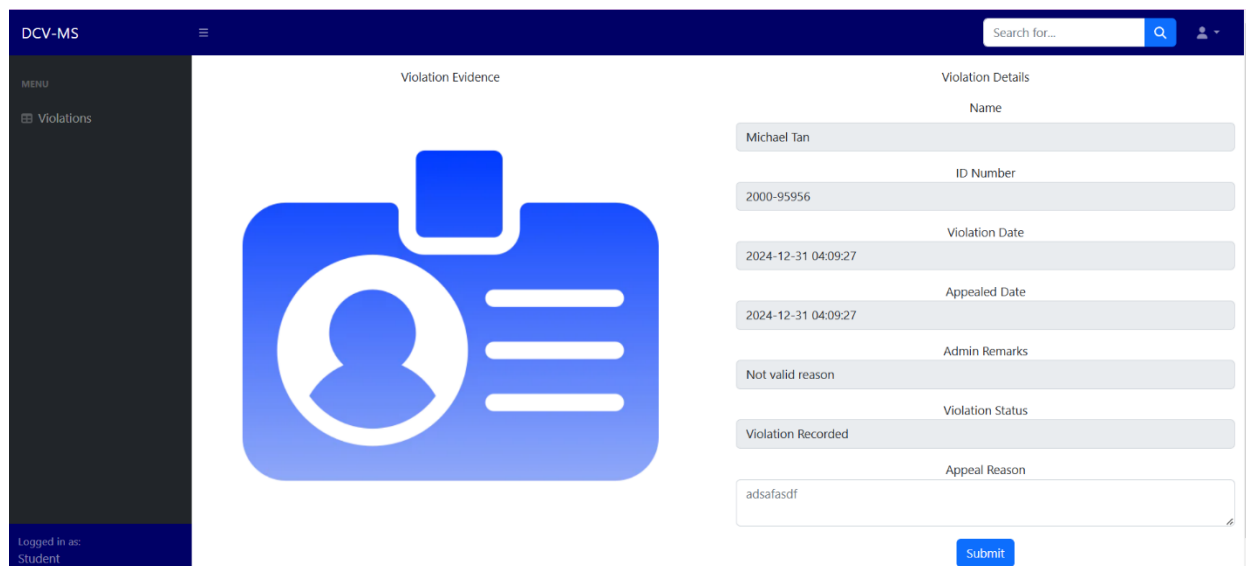 DCV-MS
Search for...
MENU
Violations
Logged in as:
Student
Violation Evidence
Violation Details
Name
Michael Tan
ID Number
2000-95956
Violation Date
2024-12-31 04:09:27
Appealed Date
2024-12-31 04:09:27
Admin Remarks
Not valid reason
Violation Status
Violation Recorded
Appeal Reason
adsafasdf
Submit